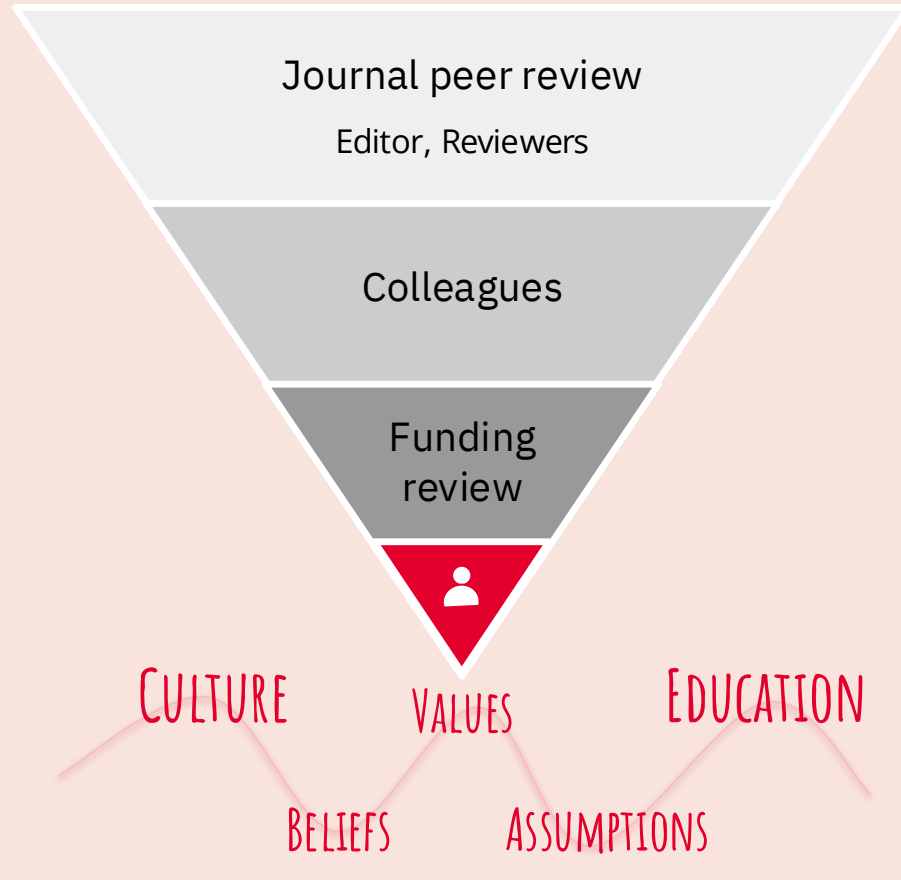 Journal peer review
Editor, Reviewers
Colleagues
Funding
review
CULTURE
VALUES
EDUCATION
BELIEFS
ASSUMPTIONS